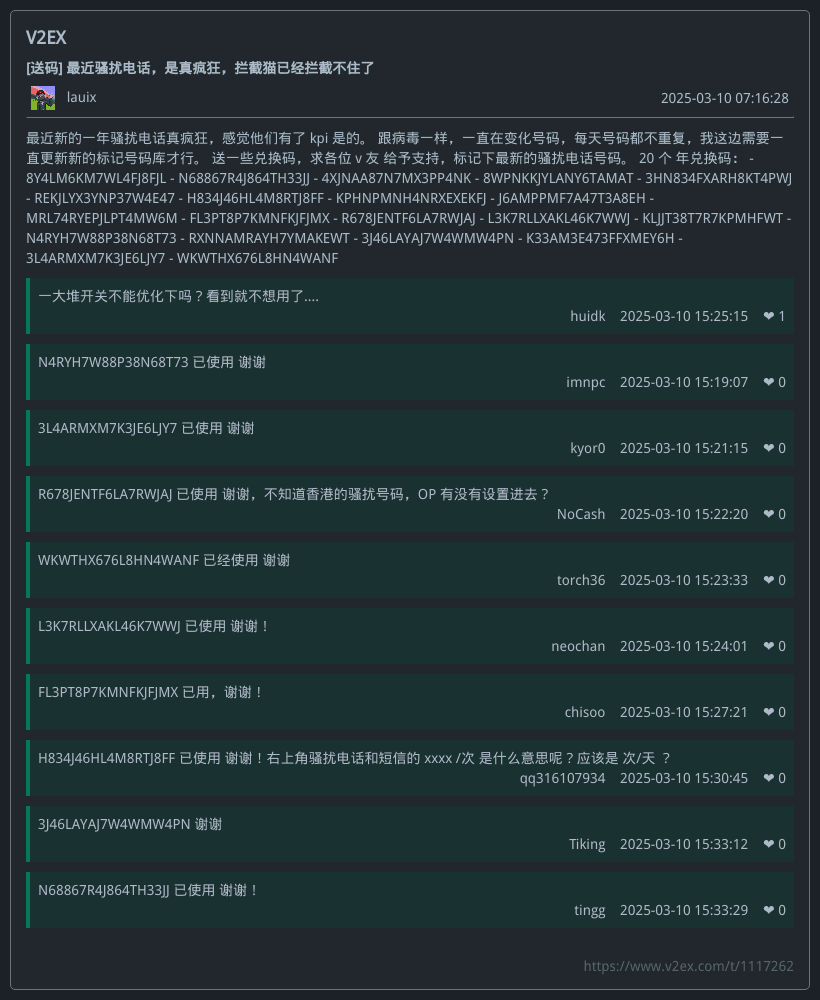 V2EX
[送码] 最近骚扰电话，是真疯狂，拦截猫已经拦截不住了
lauix
2025-03-10 07:16:28
最近新的一年骚扰电话真疯狂，感觉他们有了 kpi 是的。 跟病毒一样，一直在变化号码，每天号码都不重复，我这边需要一
直更新新的标记号码库才行。 送一些兑换码，求各位 v 友 给予支持，标记下最新的骚扰电话号码。 20 个 年兑换码： -
8Y4LM6KM7WL4FJ8FJL - N68867R4J864TH33JJ - 4XJNAA87N7MX3PP4NK - 8WPNKKJYLANY6TAMAT - 3HN834FXARH8KT4PWJ
- REKJLYX3YNP37W4E47 - H834J46HL4M8RTJ8FF - KPHNPMNH4NRXEXEKFJ - J6AMPPMF7A47T3A8EH -
MRL74RYEPJLPT4MW6M - FL3PT8P7KMNFKJFJMX - R678JENTF6LA7RWJAJ - L3K7RLLXAKL46K7WWJ - KLJJT38T7R7KPMHFWT -
N4RYH7W88P38N68T73 - RXNNAMRAYH7YMAKEWT - 3J46LAYAJ7W4WMW4PN - K33AM3E473FFXMEY6H -
3L4ARMXM7K3JE6LJY7 - WKWTHX676L8HN4WANF
一大堆开关不能优化下吗？看到就不想用了....
huidk 2025-03-10 15:25:15 ❤ 1
N4RYH7W88P38N68T73 已使用 谢谢
imnpc 2025-03-10 15:19:07 ❤ 0
3L4ARMXM7K3JE6LJY7 已使用 谢谢
kyor0 2025-03-10 15:21:15 ❤ 0
R678JENTF6LA7RWJAJ 已使用 谢谢，不知道香港的骚扰号码，OP 有没有设置进去？
NoCash 2025-03-10 15:22:20 ❤ 0
WKWTHX676L8HN4WANF 已经使用 谢谢
torch36 2025-03-10 15:23:33 ❤ 0
L3K7RLLXAKL46K7WWJ 已使用 谢谢！
neochan 2025-03-10 15:24:01 ❤ 0
FL3PT8P7KMNFKJFJMX 已用，谢谢！
chisoo 2025-03-10 15:27:21 ❤ 0
H834J46HL4M8RTJ8FF 已使用 谢谢！右上角骚扰电话和短信的 xxxx /次 是什么意思呢？应该是 次/天 ？
qq316107934 2025-03-10 15:30:45 ❤ 0
3J46LAYAJ7W4WMW4PN 谢谢
Tiking 2025-03-10 15:33:12 ❤ 0
N68867R4J864TH33JJ 已使用 谢谢！
tingg 2025-03-10 15:33:29 ❤ 0
https://www.v2ex.com/t/1117262